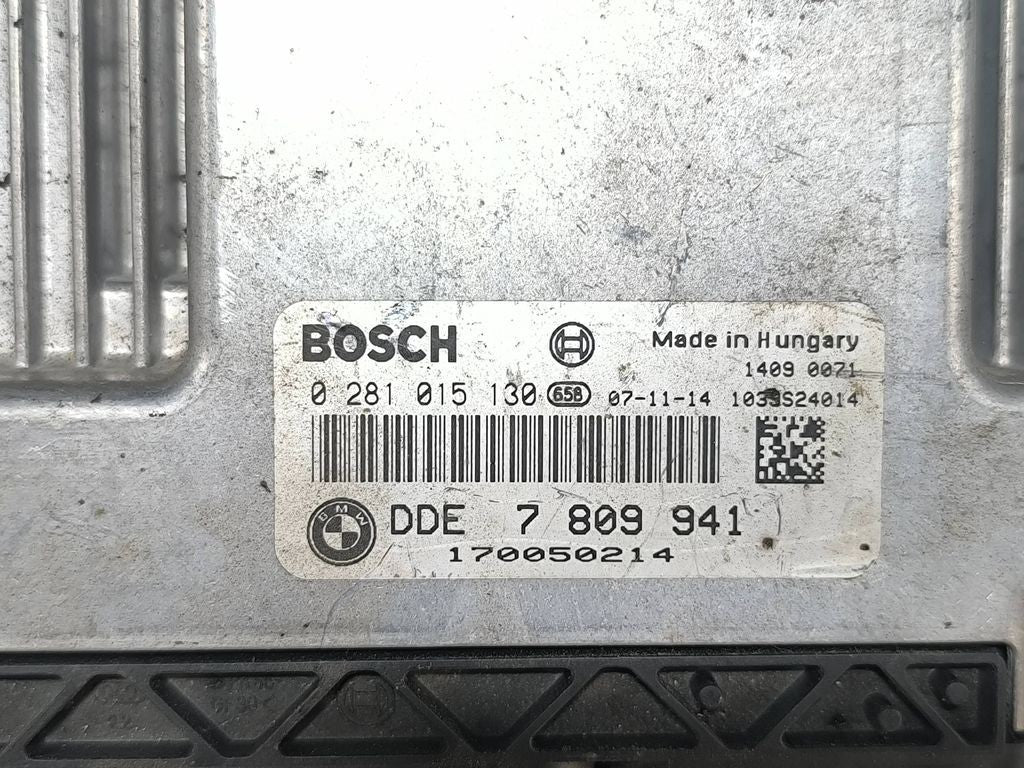 BOSCH Made in Hungary
1409 0071
0 281 015 130 658 07-11-14 1033S24014
BMW DDE 7 809 941
170050214